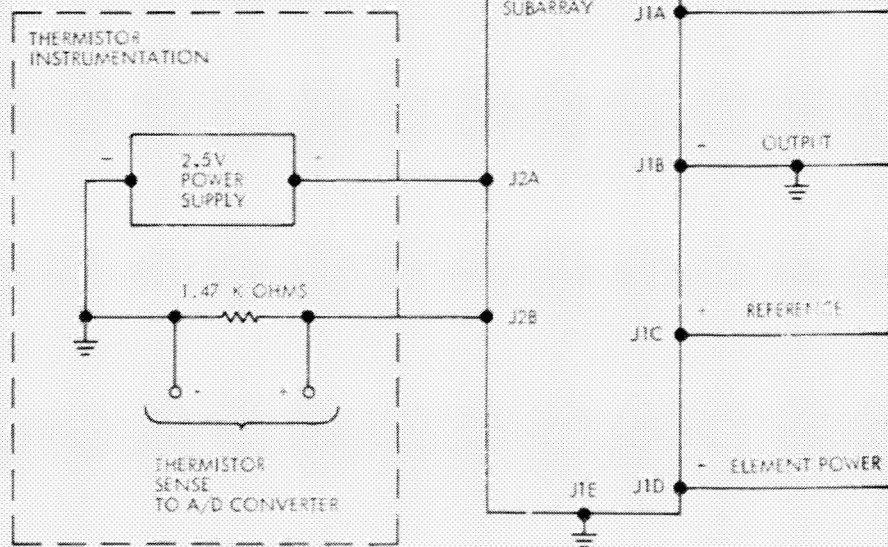 SUBARRAY
J1A
THERMISTOR
INSTRUMENTATION
- 2.5V +
POWER
SUPPLY
J2A
J1B
- OUTPUT
1.47 K OHMS
J2B
+ REFERENCE
J1C
- +
THERMISTOR
SENSE
TO A/D CONVERTER
- ELEMENT POWER
J1E
J1D